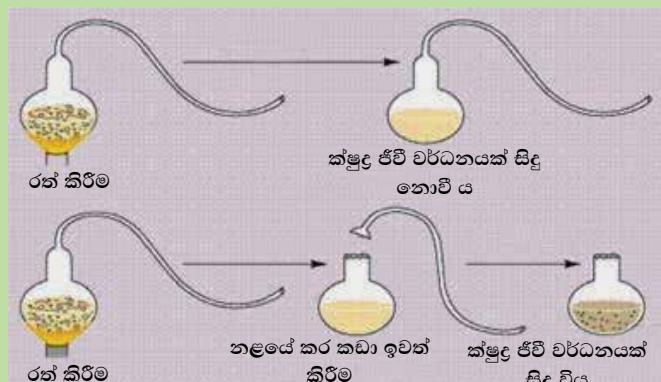 රත් කිරීම
ක්ෂුද්‍ර ජීවී වර්ධනයක් සිදු
නොවී ය
රත් කිරීම
නළයේ කර කඩා ඉවත්
කිරීම
ක්ෂුද්‍ර ජීවී වර්ධනයක්
සිදු විය